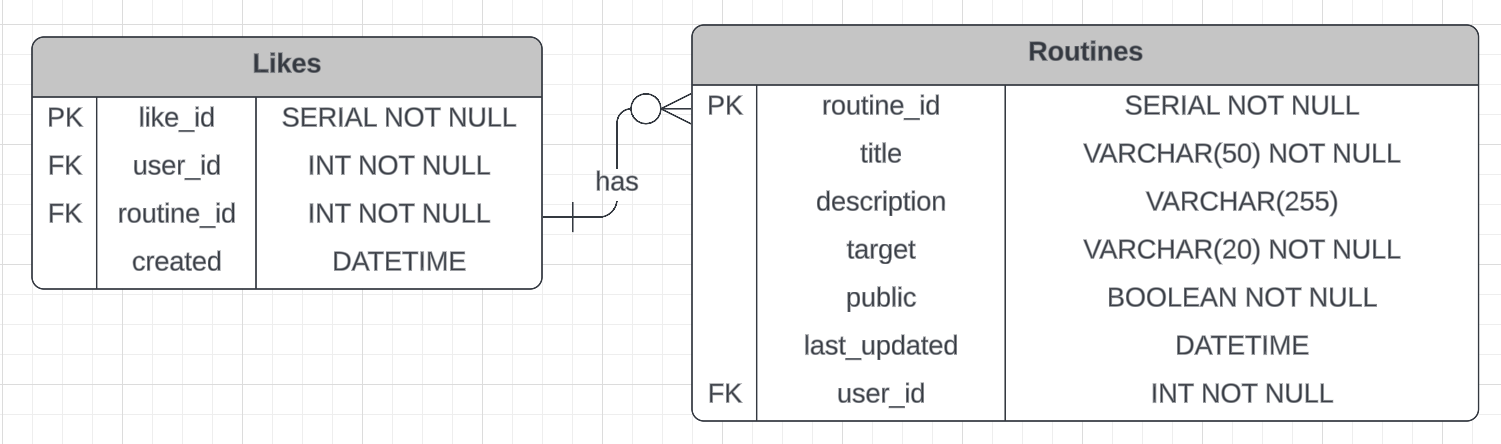 Likes
PK like_id SERIAL NOT NULL
FK user_id INT NOT NULL
FK routine_id INT NOT NULL
created DATETIME
has
Routines
PK routine_id SERIAL NOT NULL
title VARCHAR(50) NOT NULL
description VARCHAR(255)
target VARCHAR(20) NOT NULL
public BOOLEAN NOT NULL
last_updated DATETIME
FK user_id INT NOT NULL